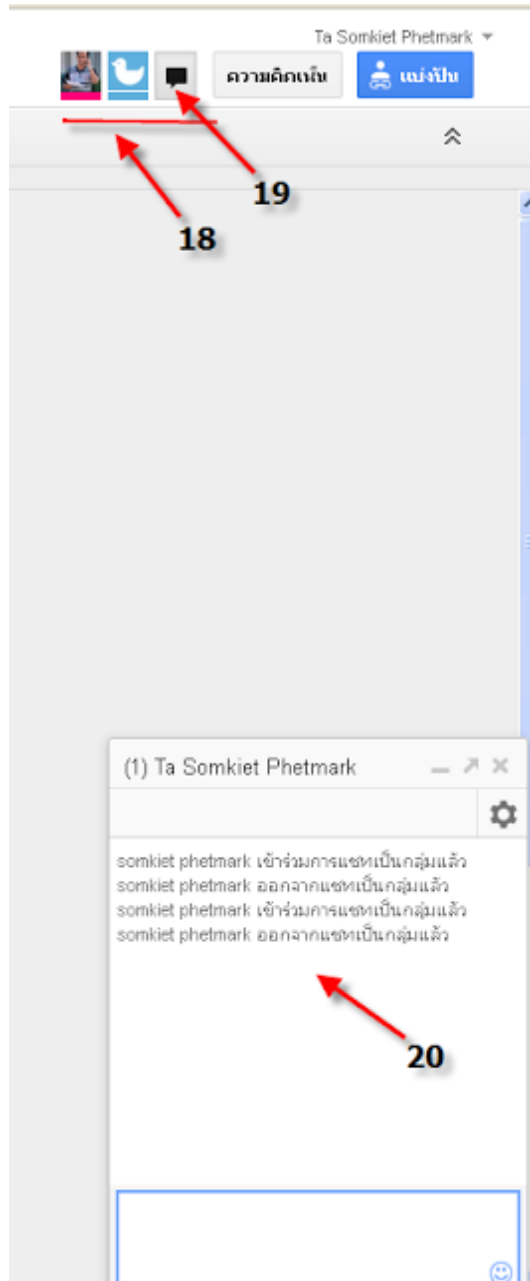 Ta Somkiet Phetmark
ความคิดเห็น
แบ่งปัน
19
18
(1) Ta Somkiet Phetmark
somkiet phetmark เข้าร่วมการแชทเป็นกลุ่มแล้ว
somkiet phetmark ออกจากแชทเป็นกลุ่มแล้ว
somkiet phetmark เข้าร่วมการแชทเป็นกลุ่มแล้ว
somkiet phetmark ออกจากแชทเป็นกลุ่มแล้ว
20